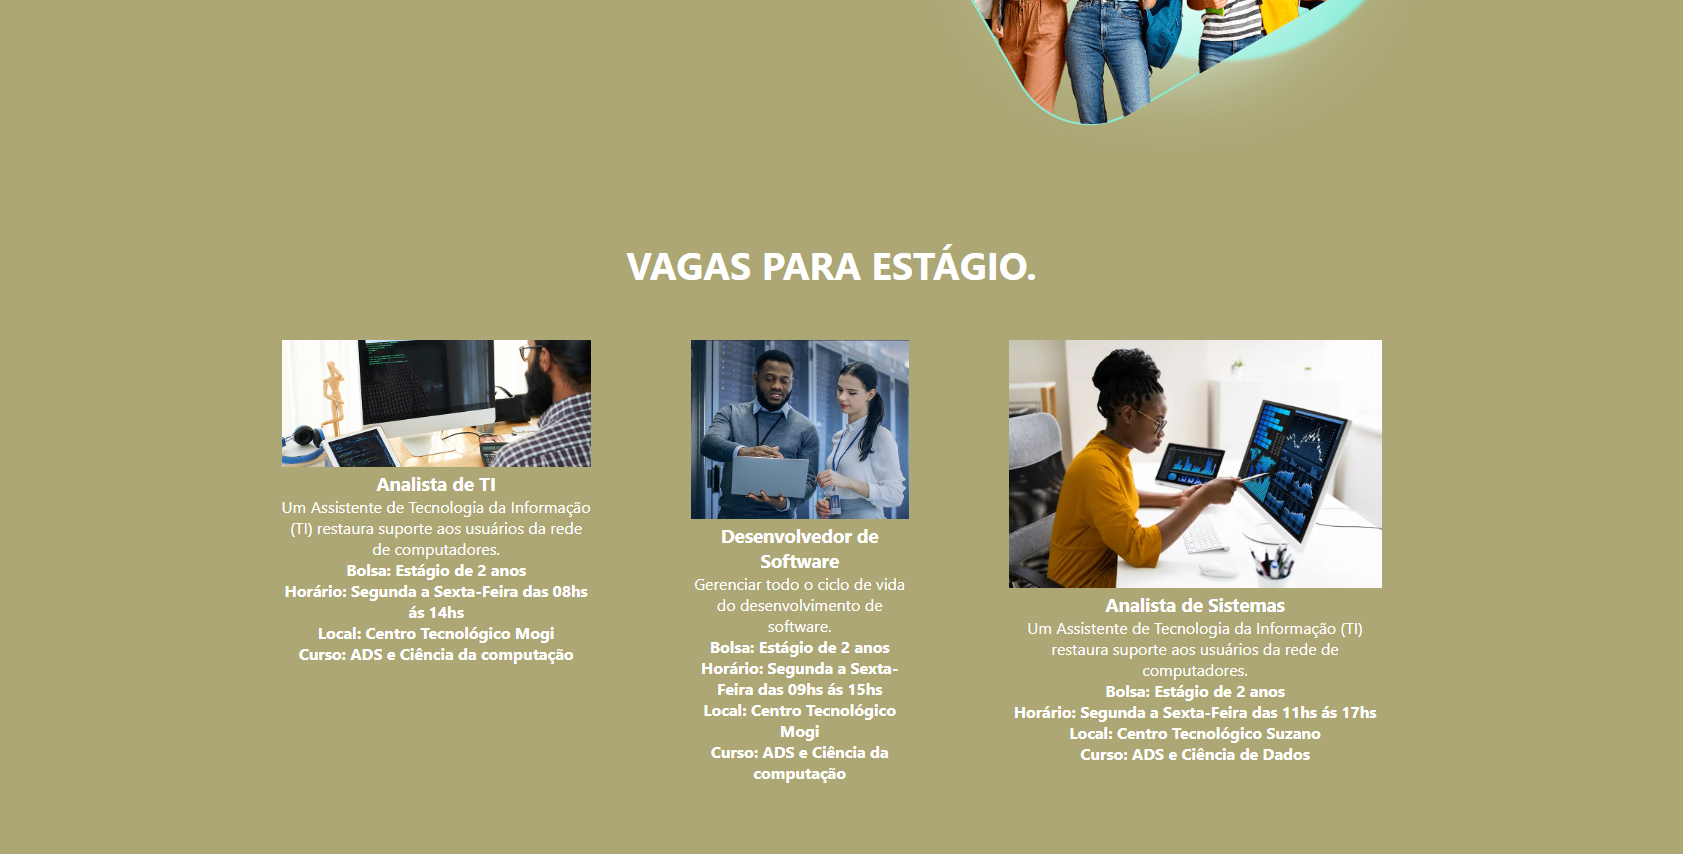 VAGAS PARA ESTÁGIO.
Analista de TI
Um Assistente de Tecnologia da Informação
(TI) restaura suporte aos usuários da rede
de computadores.
Bolsa: Estágio de 2 anos
Horário: Segunda a Sexta-Feira das 08hs
ás 14hs
Local: Centro Tecnológico Mogi
Curso: ADS e Ciência da computação
Desenvolvedor de
Software
Gerenciar todo o ciclo de vida
do desenvolvimento de
software.
Bolsa: Estágio de 2 anos
Horário: Segunda a Sexta-
Feira das 09hs ás 15hs
Local: Centro Tecnológico
Mogi
Curso: ADS e Ciência da
computação
Analista de Sistemas
Um Assistente de Tecnologia da Informação (TI)
restaura suporte aos usuários da rede de
computadores.
Bolsa: Estágio de 2 anos
Horário: Segunda a Sexta-Feira das 11hs ás 17hs
Local: Centro Tecnológico Suzano
Curso: ADS e Ciência de Dados